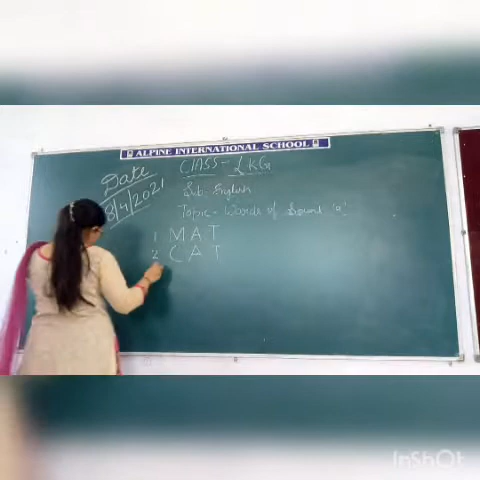 ALPINE INTERNATIONAL SCHOOL
CLASS - LKG
Date
8/4/2021
Sub- English
Topic - Words of Sound "a"
1 MAT
2 CAT
InShOt